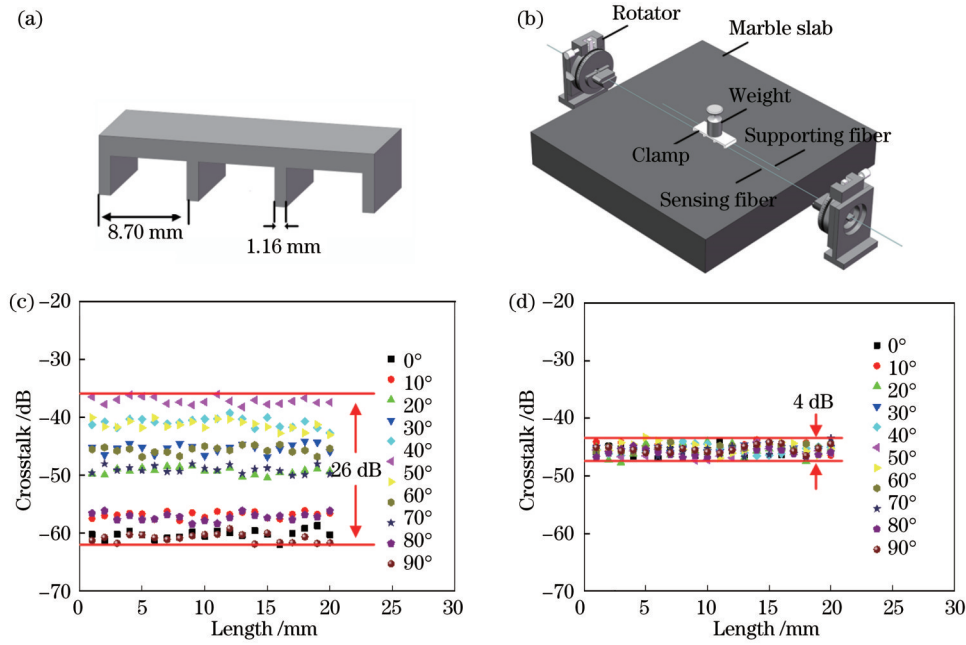 (a)
8.70 mm
1.16 mm
(b)
Rotator
Marble slab
Weight
Supporting fiber
Clamp
Sensing fiber
(c)
Crosstalk /dB
−20
−30
−40
−50
−60
−70
0
5
10
15
20
25
30
Length /mm
26 dB
0°
10°
20°
30°
40°
50°
60°
70°
80°
90°
(d)
Crosstalk /dB
−20
−30
−40
−50
−60
−70
0
5
10
15
20
25
30
Length /mm
4 dB
0°
10°
20°
30°
40°
50°
60°
70°
80°
90°